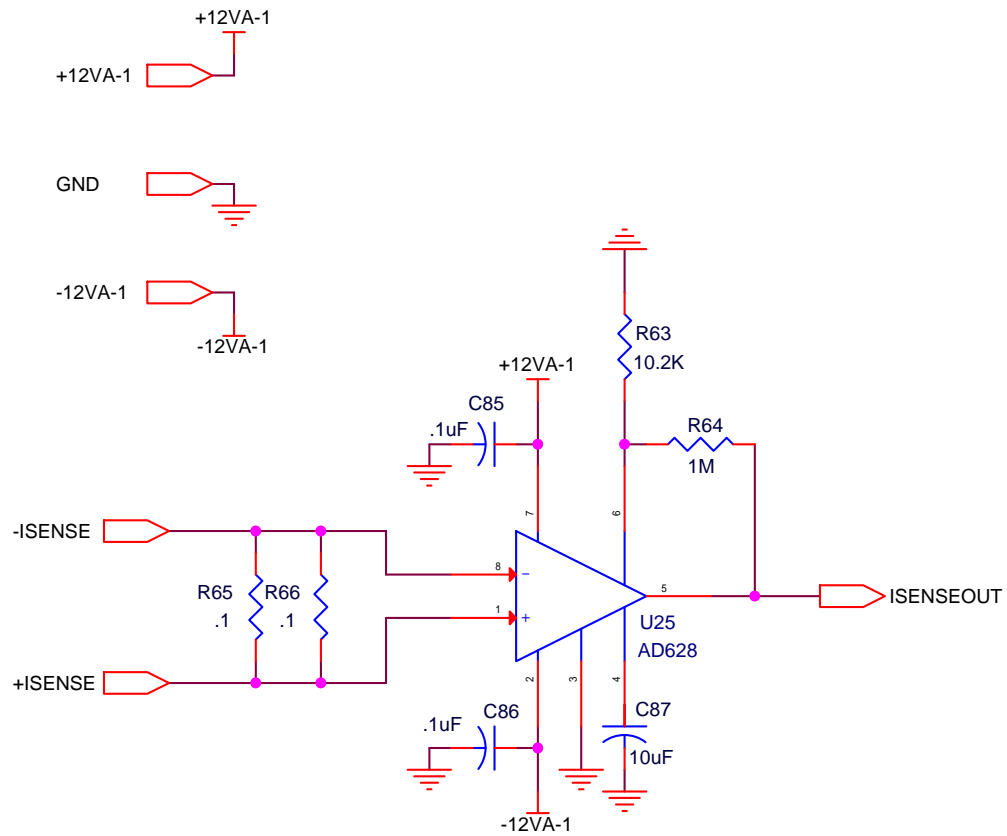 +12VA-1
+12VA-1
GND
-12VA-1
-12VA-1
R63
10.2K
+12VA-1
C85
.1uF
R64
1M
7
6
-ISENSE
8
−
R65
.1
R66
.1
1
+
5
ISENSEOUT
U25
AD628
+ISENSE
2
3
4
C86
.1uF
C87
10uF
-12VA-1